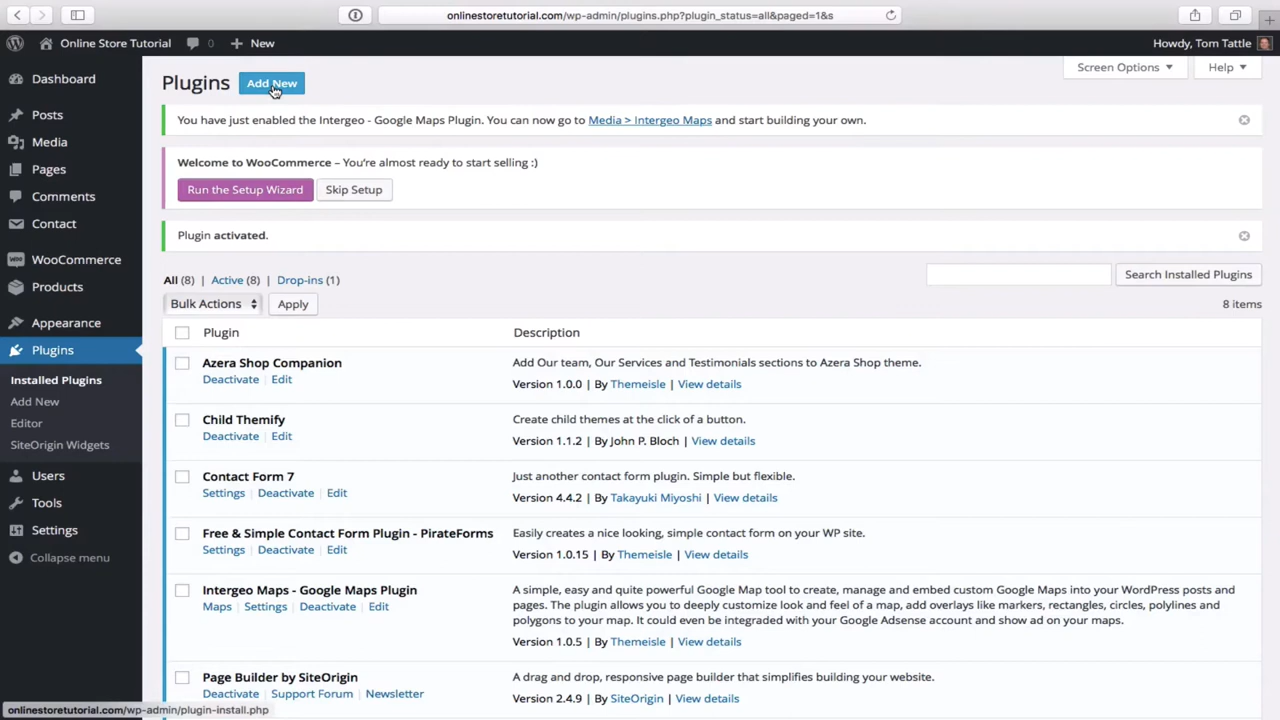 onlinestoretutorial.com/wp-admin/plugins.php?plugin_status=all&paged=1&s
Online Store Tutorial 0 New Howdy, Tom Tattle
Dashboard
Posts
Media
Pages
Comments
Contact
WooCommerce
Products
Appearance
Plugins
Installed Plugins
Add New
Editor
SiteOrigin Widgets
Users
Tools
Settings
Collapse menu
Screen Options Help
Plugins Add New
You have just enabled the Intergeo - Google Maps Plugin. You can now go to Media > Intergeo Maps and start building your own.
Welcome to WooCommerce – You're almost ready to start selling :)
Run the Setup Wizard Skip Setup
Plugin activated.
All (8) | Active (8) | Drop-ins (1)
Search Installed Plugins
Bulk Actions Apply
8 items
Plugin Description
Azera Shop Companion
Deactivate | Edit
Add Our team, Our Services and Testimonials sections to Azera Shop theme.
Version 1.0.0 | By Themeisle | View details
Child Themify
Deactivate | Edit
Create child themes at the click of a button.
Version 1.1.2 | By John P. Bloch | View details
Contact Form 7
Settings | Deactivate | Edit
Just another contact form plugin. Simple but flexible.
Version 4.4.2 | By Takayuki Miyoshi | View details
Free & Simple Contact Form Plugin - PirateForms
Settings | Deactivate | Edit
Easily creates a nice looking, simple contact form on your WP site.
Version 1.0.15 | By Themeisle | View details
Intergeo Maps - Google Maps Plugin
Maps | Settings | Deactivate | Edit
A simple, easy and quite powerful Google Map tool to create, manage and embed custom Google Maps into your WordPress posts and
pages. The plugin allows you to deeply customize look and feel of a map, add overlays like markers, rectangles, circles, polylines and
polygons to your map. It could even be integrated with your Google Adsense account and show ad on your maps.
Version 1.0.5 | By Themeisle | View details
Page Builder by SiteOrigin
Deactivate | Support Forum | Newsletter
A drag and drop, responsive page builder that simplifies building your website.
Version 2.4.9 | By SiteOrigin | View details
onlinestoretutorial.com/wp-admin/plugin-install.php